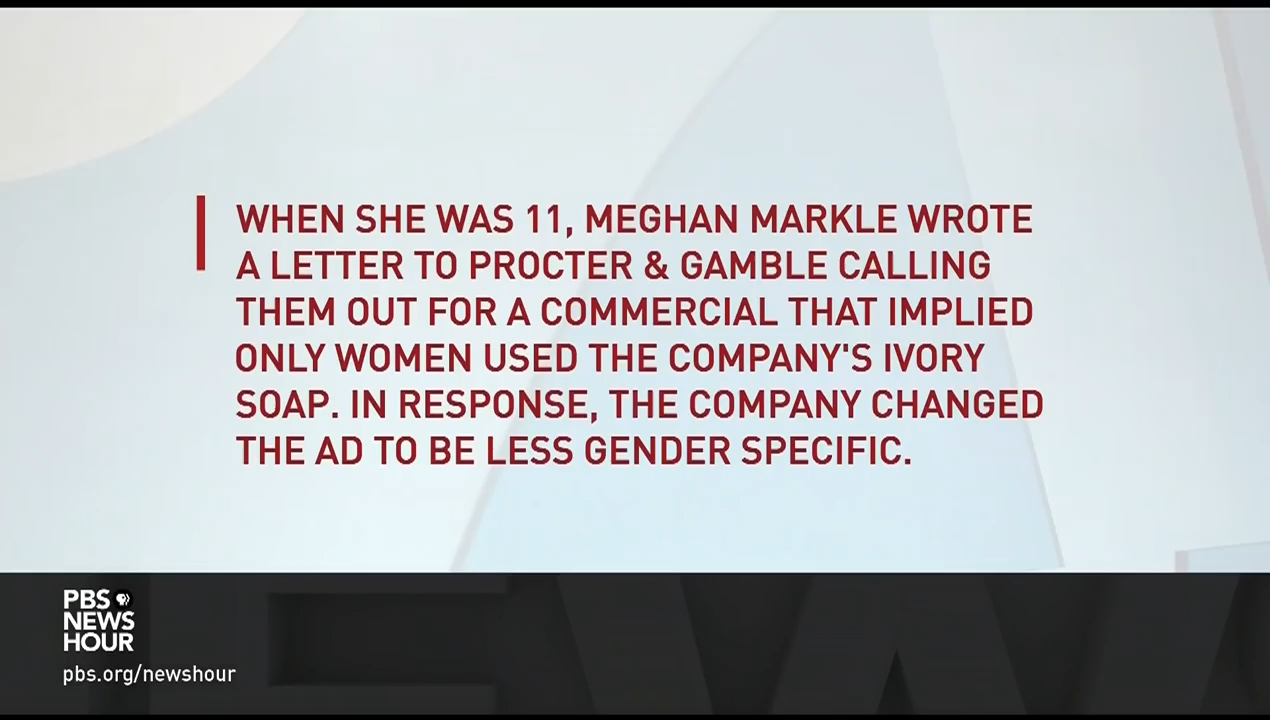 WHEN SHE WAS 11, MEGHAN MARKLE WROTE
A LETTER TO PROCTER & GAMBLE CALLING
THEM OUT FOR A COMMERCIAL THAT IMPLIED
ONLY WOMEN USED THE COMPANY'S IVORY
SOAP. IN RESPONSE, THE COMPANY CHANGED
THE AD TO BE LESS GENDER SPECIFIC.
PBS
NEWS
HOUR
pbs.org/newshour